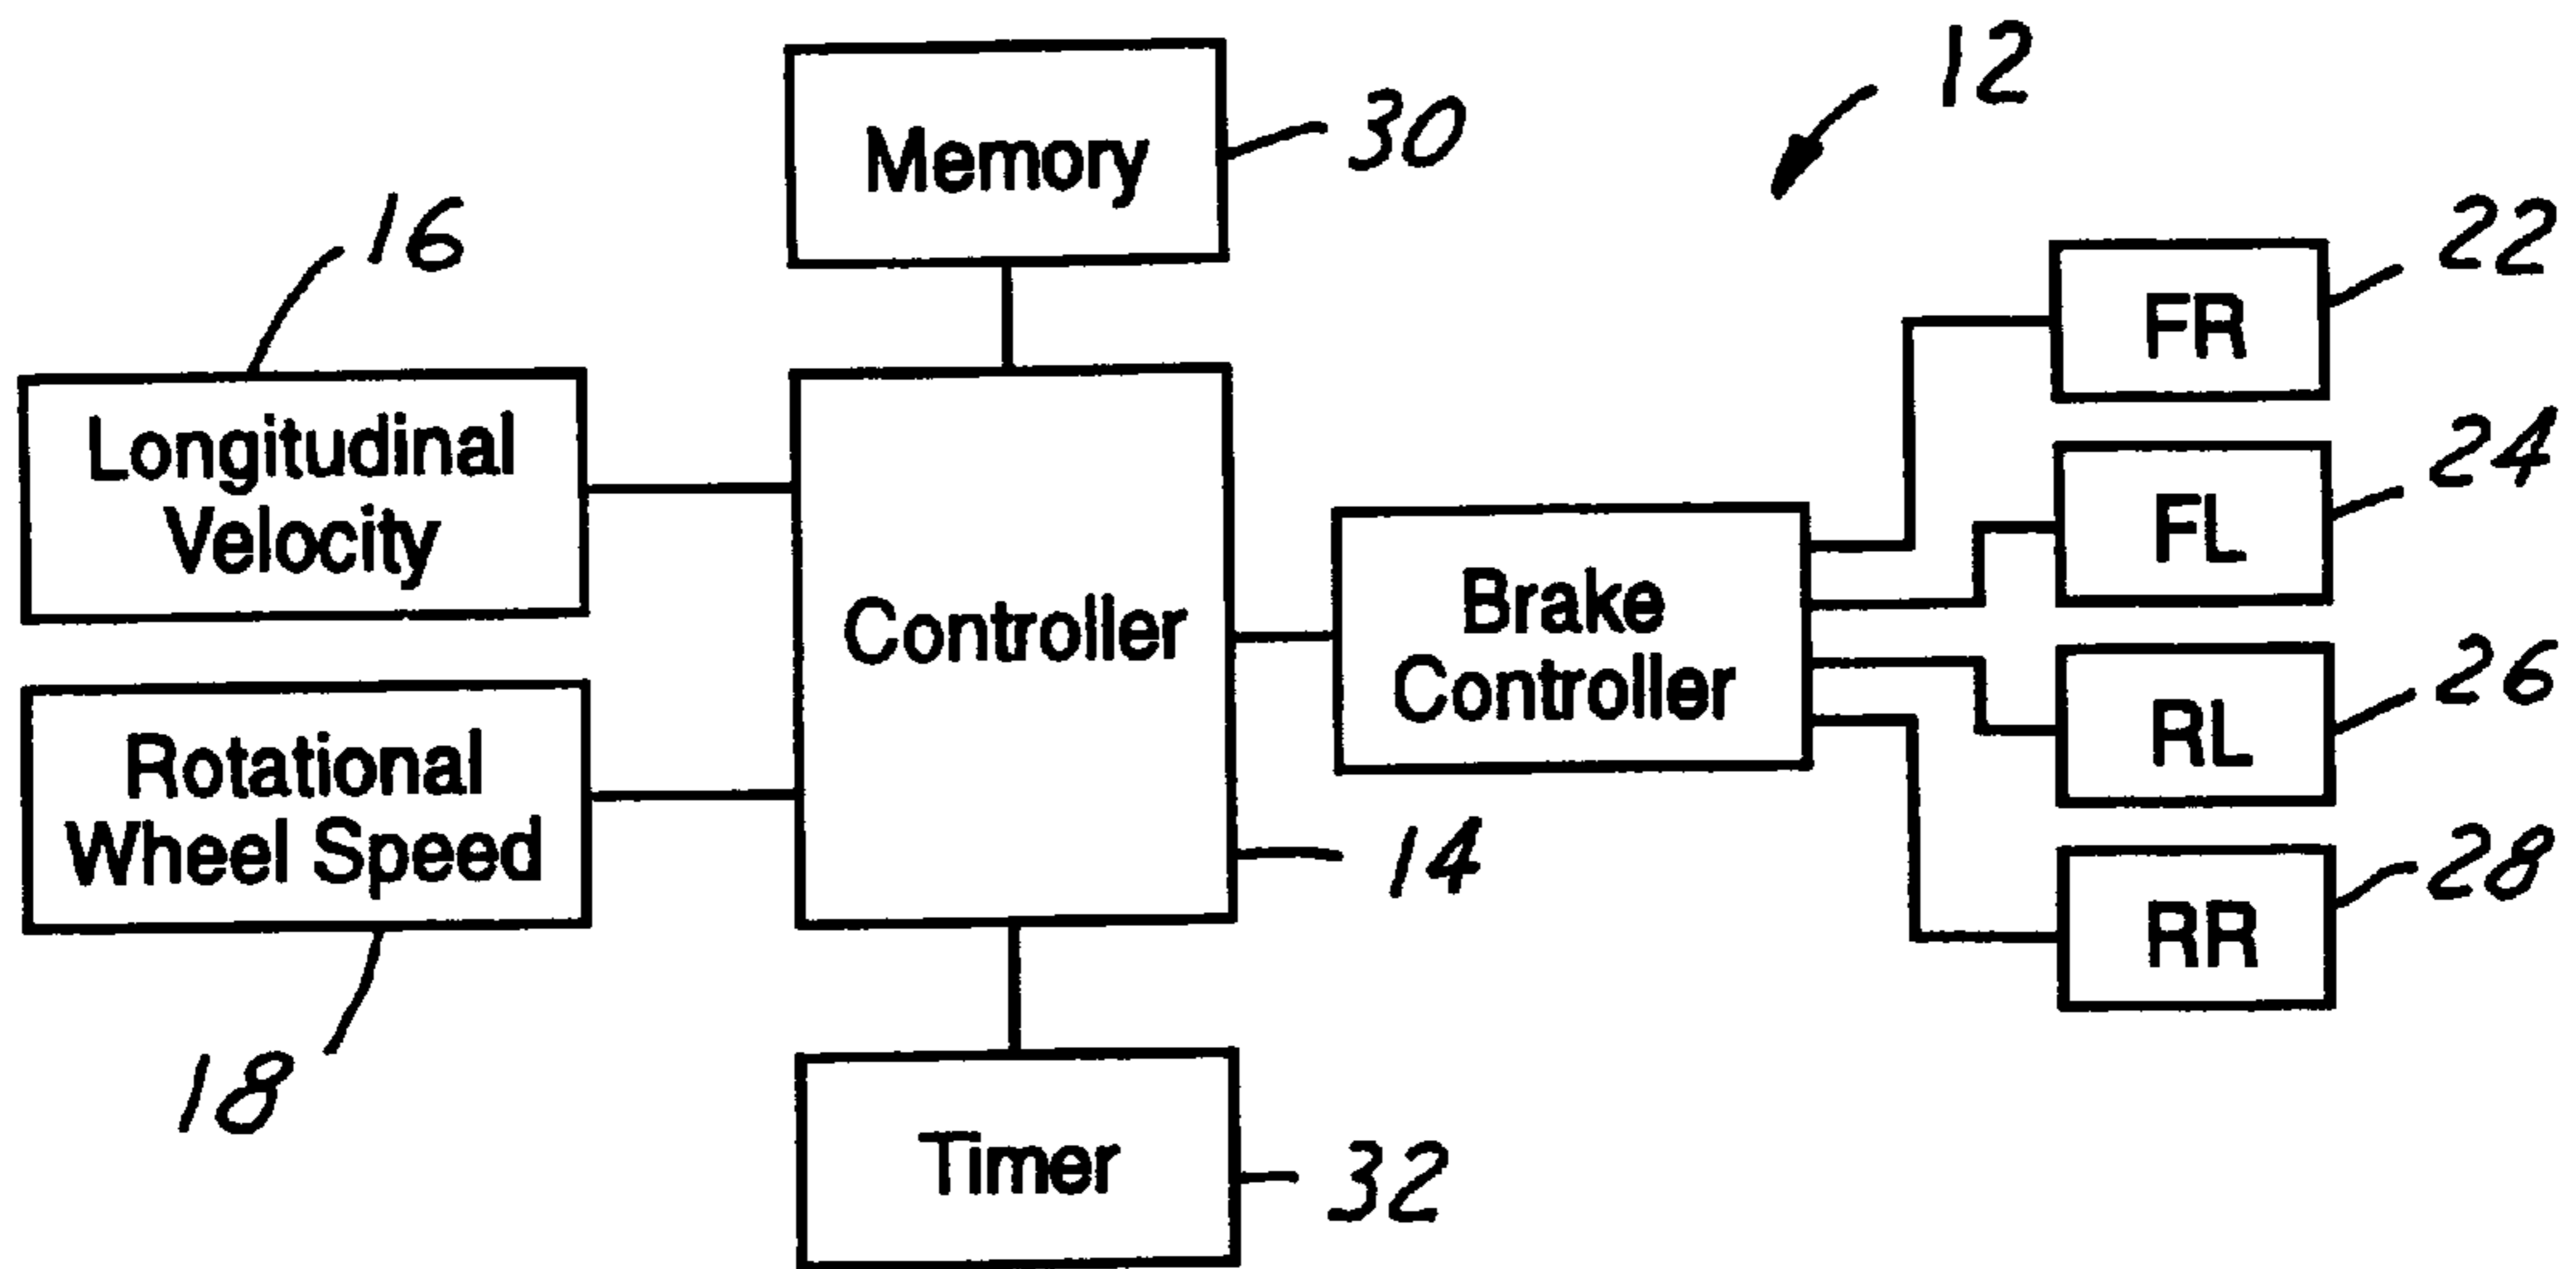 12
Memory
30
16
22
FR
Longitudinal
Velocity
24
FL
Controller
Brake
Controller
26
RL
Rotational
Wheel Speed
14
28
RR
18
Timer
32